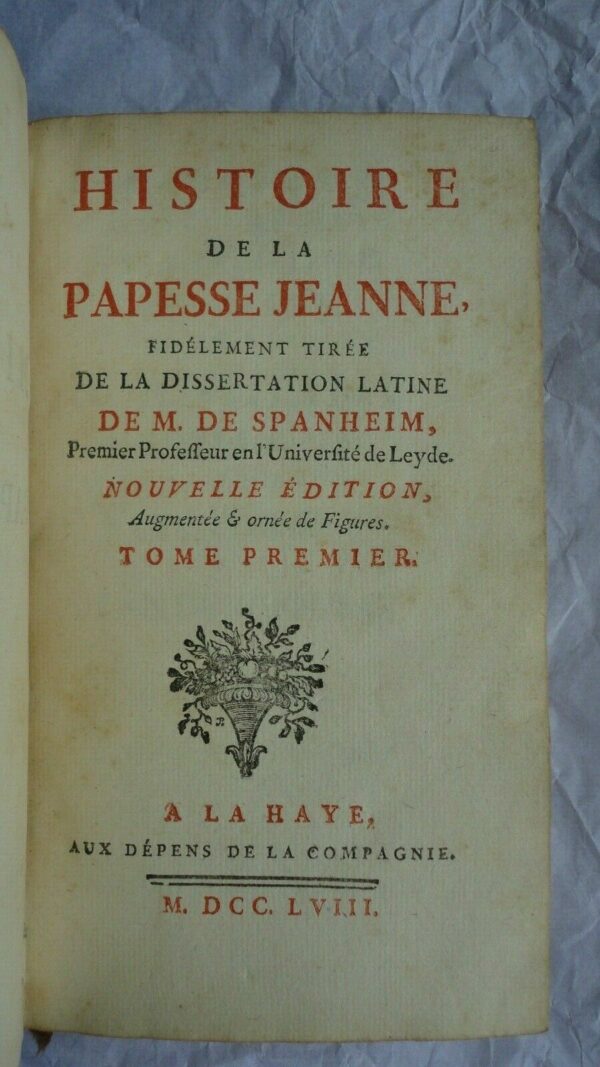 HISTOIRE
DE LA
PAPESSE JEANNE,
FIDÉLEMENT TIRÉE
DE LA DISSERTATION LATINE
DE M. DE SPANHEIM,
Premier Profeſſeur en l'Univerſité de Leyde.
NOUVELLE ÉDITION,
Augmentée & ornée de Figures.
TOME PREMIER.
A LA HAYE,
AUX DÉPENS DE LA COMPAGNIE.
M. DCC. LVIII.